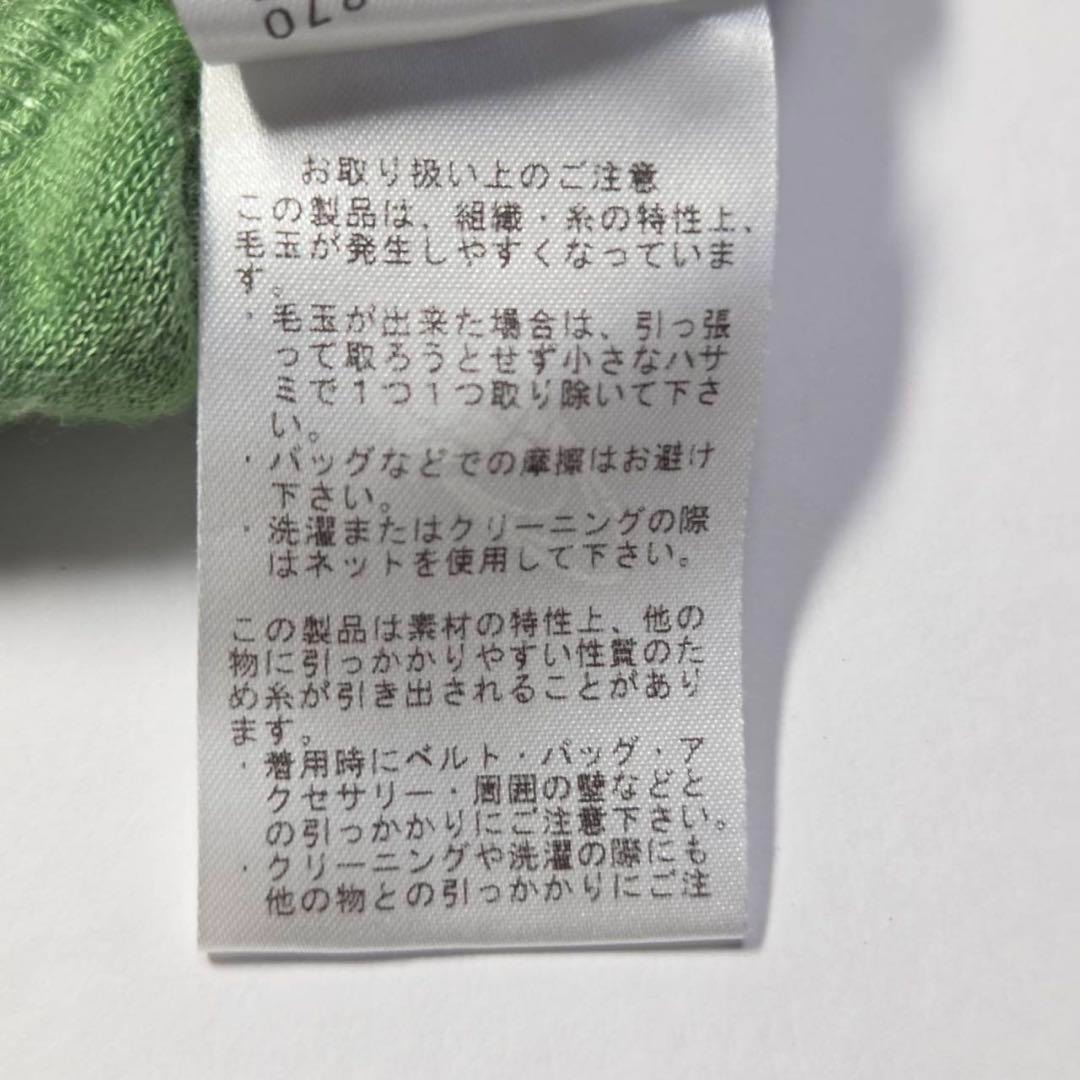 870
お取り扱い上のご注意
この製品は、組織・糸の特性上、
毛玉が発生しやすくなっていま
す。
・毛玉が出来た場合は、引っ張
って取ろうとせず小さなハサ
ミで1つ1つ取り除いて下さ
い。
・バッグなどでの摩擦はお避け
下さい。
・洗濯またはクリーニングの際
はネットを使用して下さい。
この製品は素材の特性上、他の
物に引っかかりやすい性質のた
め糸が引き出されることがあり
ます。
・着用時にベルト・バッグ・ア
クセサリー・周囲の壁などと
の引っかかりにご注意下さい。
・クリーニングや洗濯の際にも
他の物との引っかかりにご注